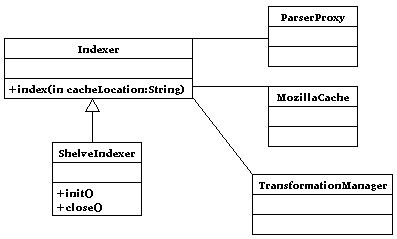 ParserProxy
Indexer
+index(in cacheLocation:String)
MozillaCache
ShelveIndexer
+init()
+close()
TransformationManager